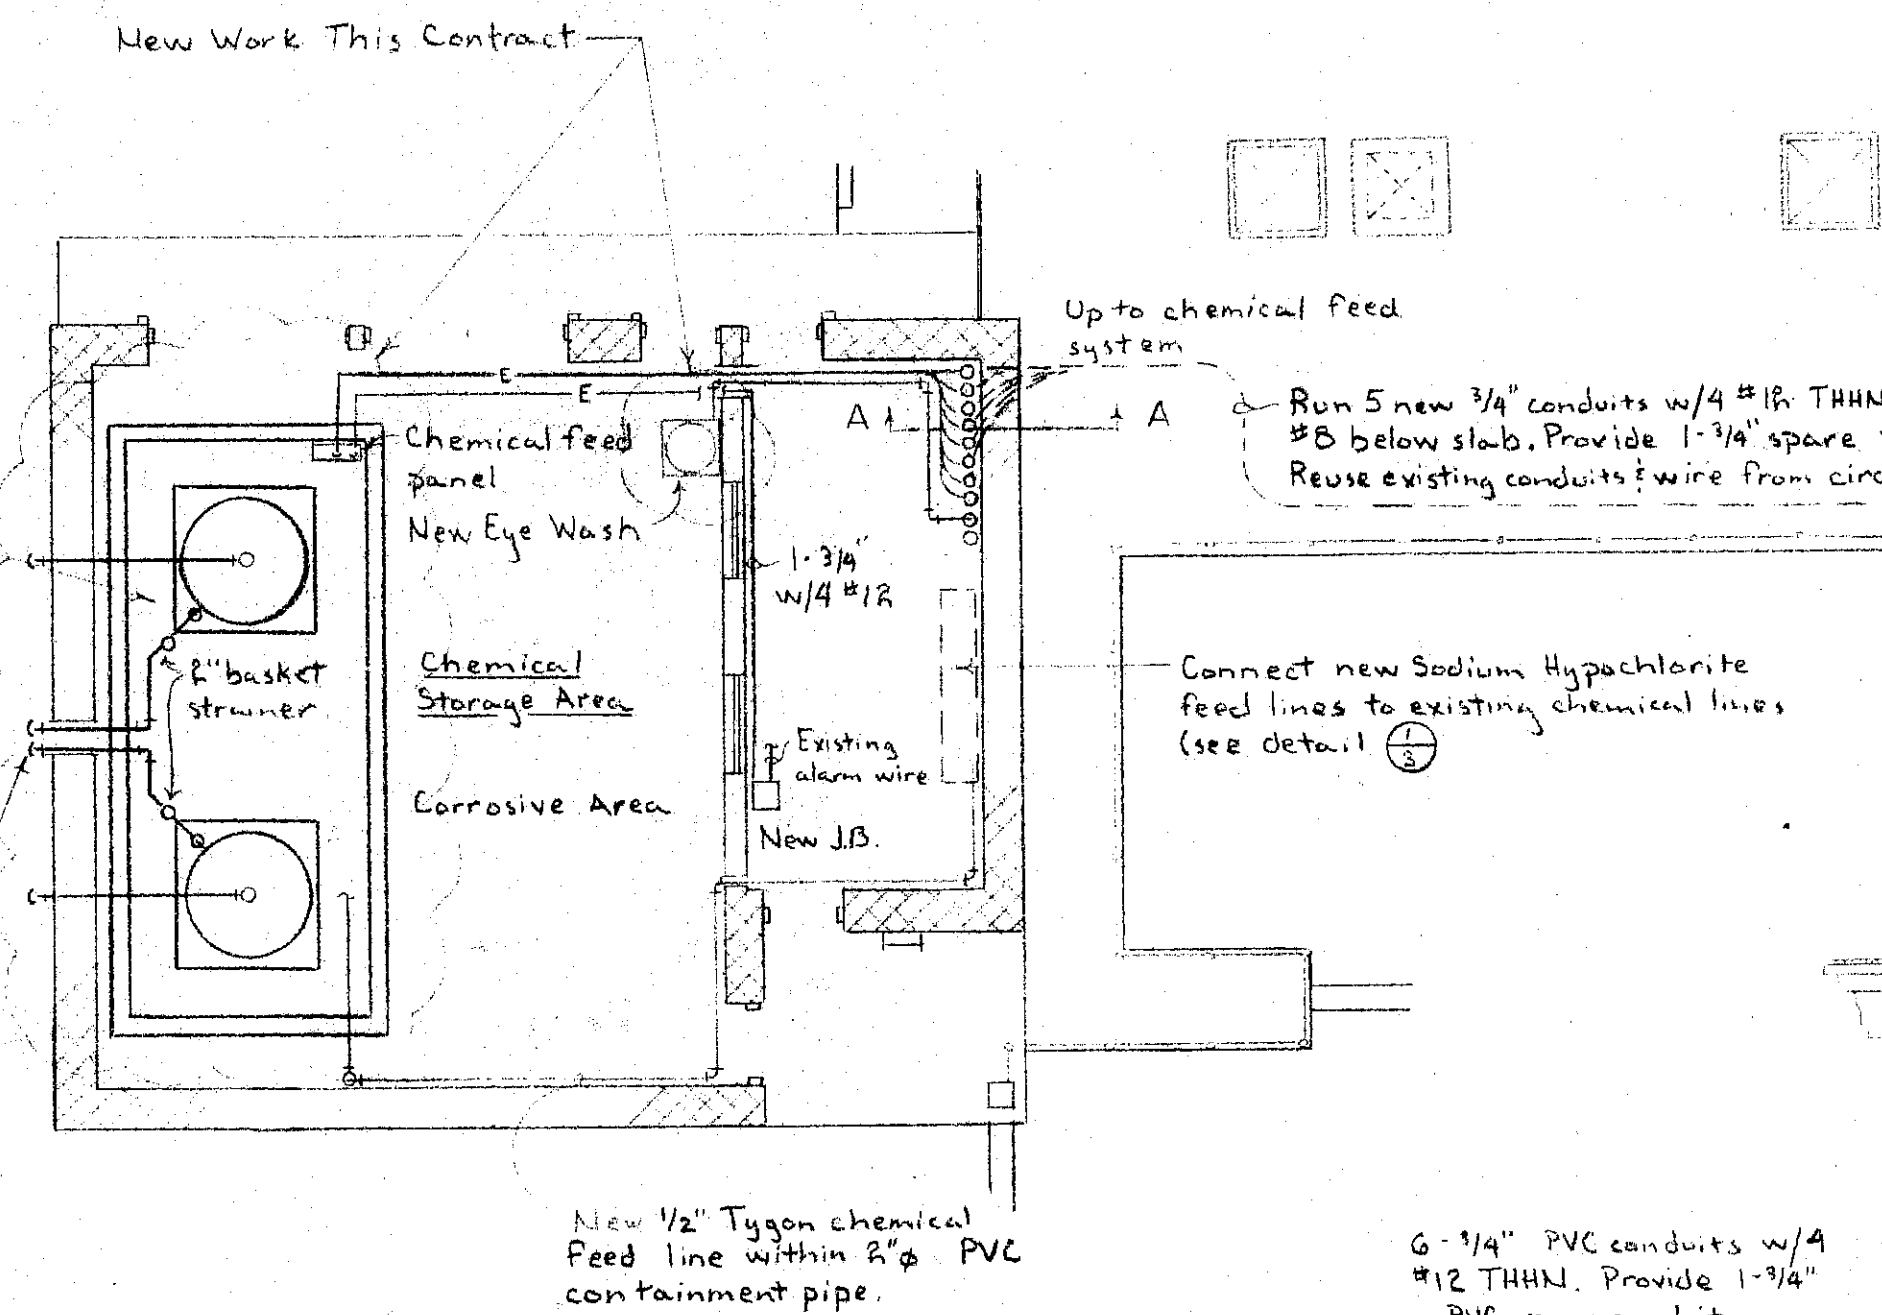 New Work This Contract
Up to chemical feed
system
Run 5 new 3/4" conduits w/4 #12 THHN
#8 below slab. Provide 1-3/4" spare
Reuse existing conduits & wire from circ
E
E
A
A
Chemical feed
panel
New Eye Wash
1-3/4"
w/4 #12
2" basket
strainer
Chemical
Storage Area
Connect new Sodium Hypochlorite
feed lines to existing chemical lines
(see detail 1
3
Existing
alarm wire
Corrosive Area
New J.B.
New 1/2" Tygon chemical
feed line within 2"ø PVC
containment pipe.
6-3/4" PVC conduits w/4
#12 THHN. Provide 1-3/4"
PVC